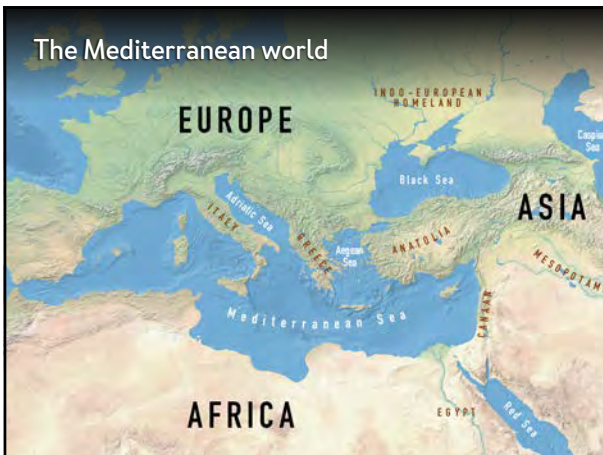 The Mediterranean world
INDO-EUROPEAN
HOMELAND
EUROPE
Caspian
Sea
Black Sea
ASIA
Adriatic Sea
ITALY
GREECE
Aegean
Sea
ANATOLIA
MESOPOTAM
Mediterranean Sea
CANAAN
AFRICA
EGYPT
Red Sea